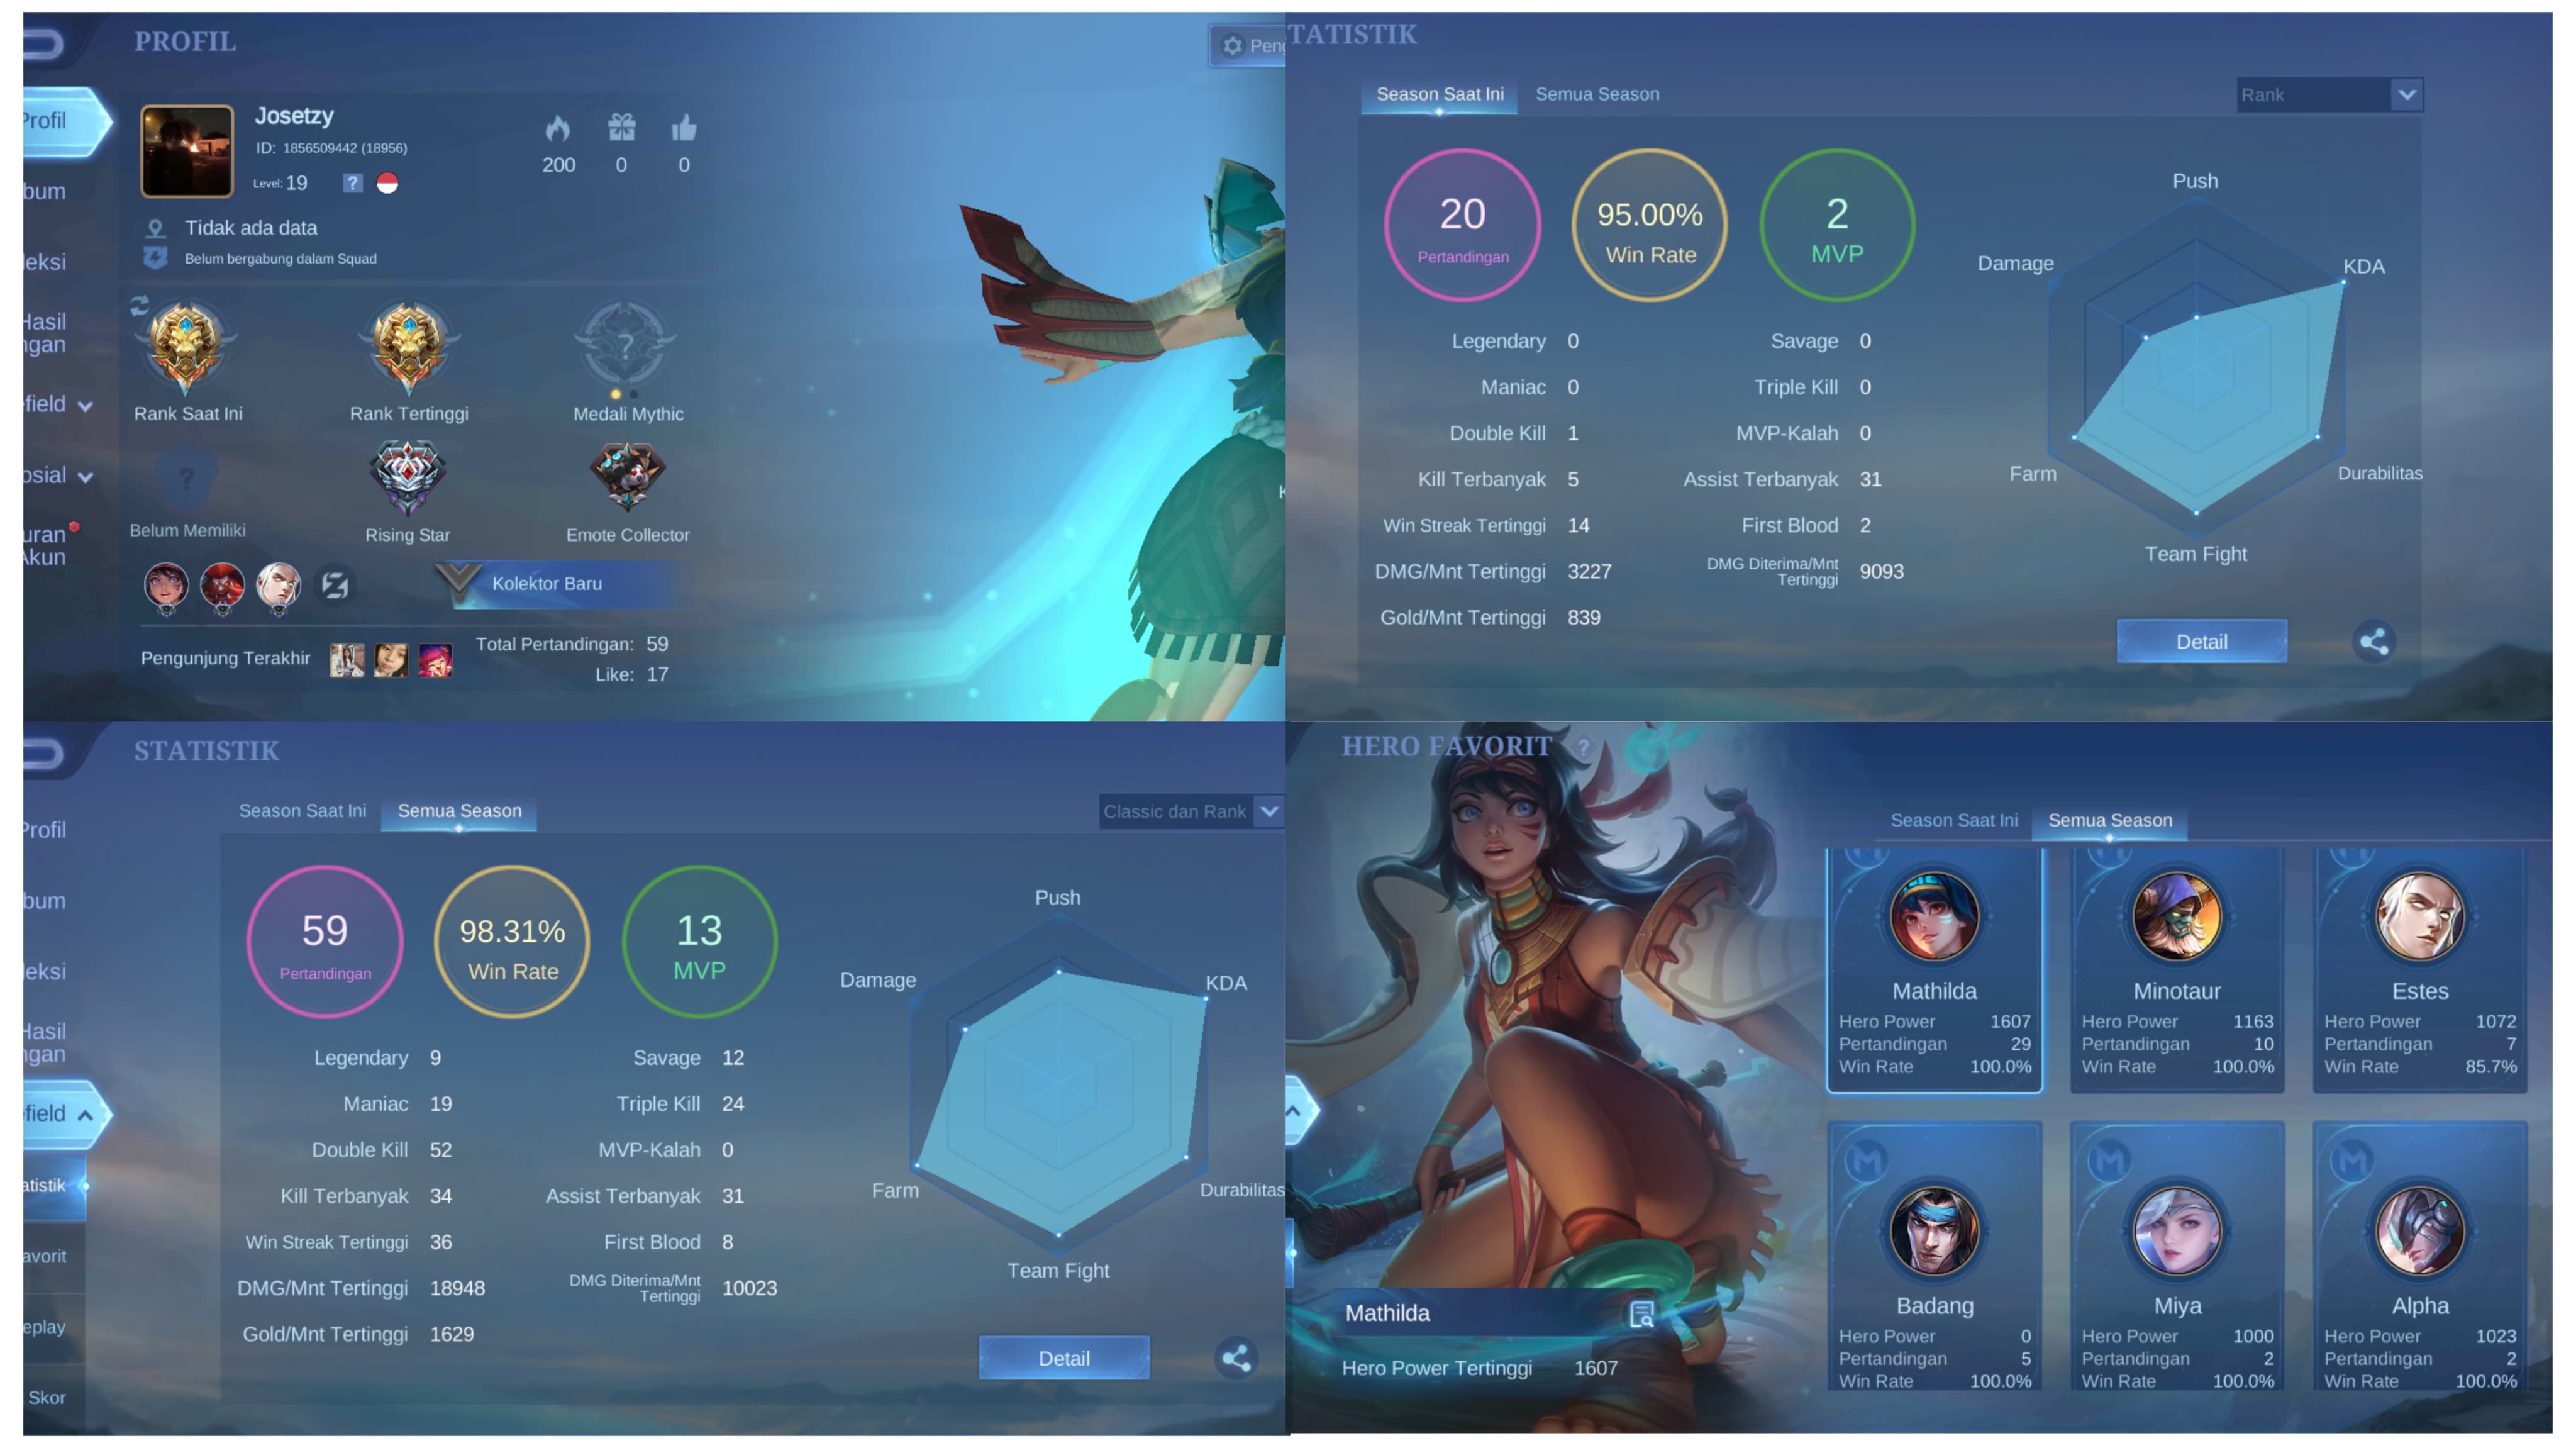 PROFIL
Peng
Profil
bum
eksi
Hasil
ngan
field
osial
uran
Akun
Josetzy
ID: 1856509442 (18956)
Level: 19
?
200
0
0
Tidak ada data
Belum bergabung dalam Squad
Rank Saat Ini
Rank Tertinggi
?
Medali Mythic
?
Belum Memiliki
Rising Star
Emote Collector
Kolektor Baru
Pengunjung Terakhir
Total Pertandingan: 59
Like: 17
TATISTIK
Season Saat Ini
Semua Season
Rank
20
Pertandingan
95.00%
Win Rate
2
MVP
Legendary 0
Savage 0
Maniac 0
Triple Kill 0
Double Kill 1
MVP-Kalah 0
Kill Terbanyak 5
Assist Terbanyak 31
Win Streak Tertinggi 14
First Blood 2
DMG/Mnt Tertinggi 3227
DMG Diterima/Mnt
Tertinggi 9093
Gold/Mnt Tertinggi 839
Push
Damage
KDA
Farm
Durabilitas
Team Fight
Detail
STATISTIK
Profil
bum
eksi
Hasil
ngan
field
atistik
avorit
eplay
Skor
Season Saat Ini
Semua Season
Classic dan Rank
59
Pertandingan
98.31%
Win Rate
13
MVP
Legendary 9
Savage 12
Maniac 19
Triple Kill 24
Double Kill 52
MVP-Kalah 0
Kill Terbanyak 34
Assist Terbanyak 31
Win Streak Tertinggi 36
First Blood 8
DMG/Mnt Tertinggi 18948
DMG Diterima/Mnt
Tertinggi 10023
Gold/Mnt Tertinggi 1629
Push
Damage
KDA
Farm
Durabilitas
Team Fight
Detail
HERO FAVORIT ?
Season Saat Ini
Semua Season
Mathilda
Hero Power 1607
Pertandingan 29
Win Rate 100.0%
Minotaur
Hero Power 1163
Pertandingan 10
Win Rate 100.0%
Estes
Hero Power 1072
Pertandingan 7
Win Rate 85.7%
Badang
Hero Power 0
Pertandingan 5
Win Rate 100.0%
Miya
Hero Power 1000
Pertandingan 2
Win Rate 100.0%
Alpha
Hero Power 1023
Pertandingan 2
Win Rate 100.0%
Mathilda
Hero Power Tertinggi 1607